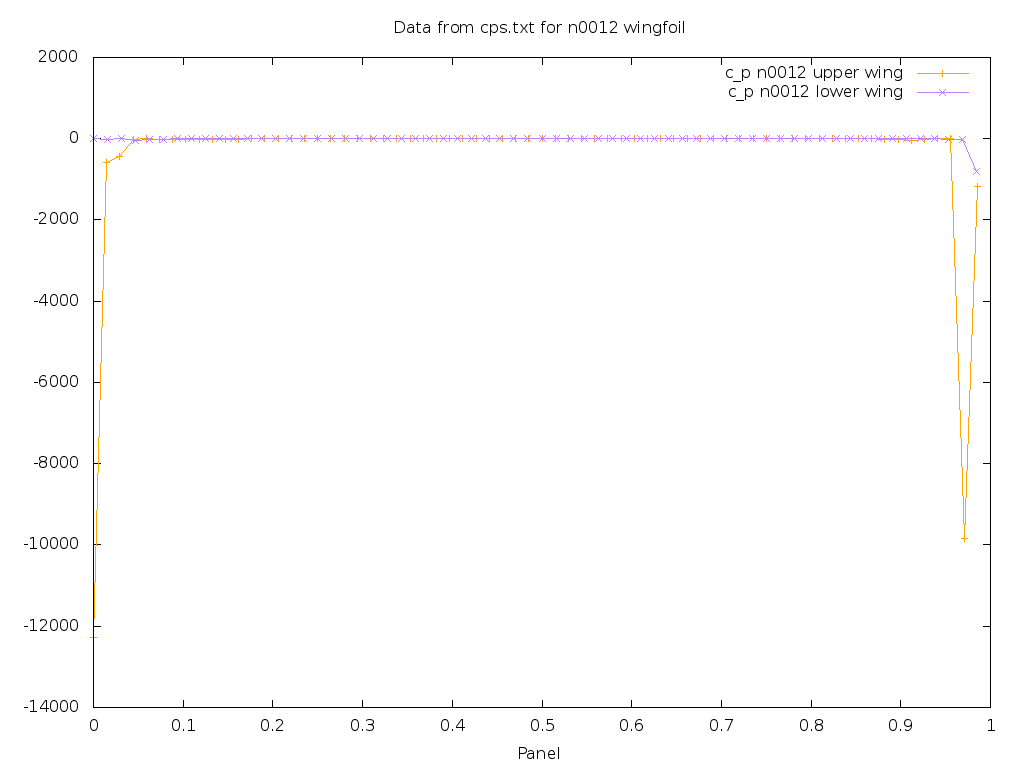 Data from cps.txt for n0012 wingfoil
c_p n0012 upper wing
c_p n0012 lower wing
2000
0
-2000
-4000
-6000
-8000
-10000
-12000
-14000
0 0.1 0.2 0.3 0.4 0.5 0.6 0.7 0.8 0.9 1
Panel